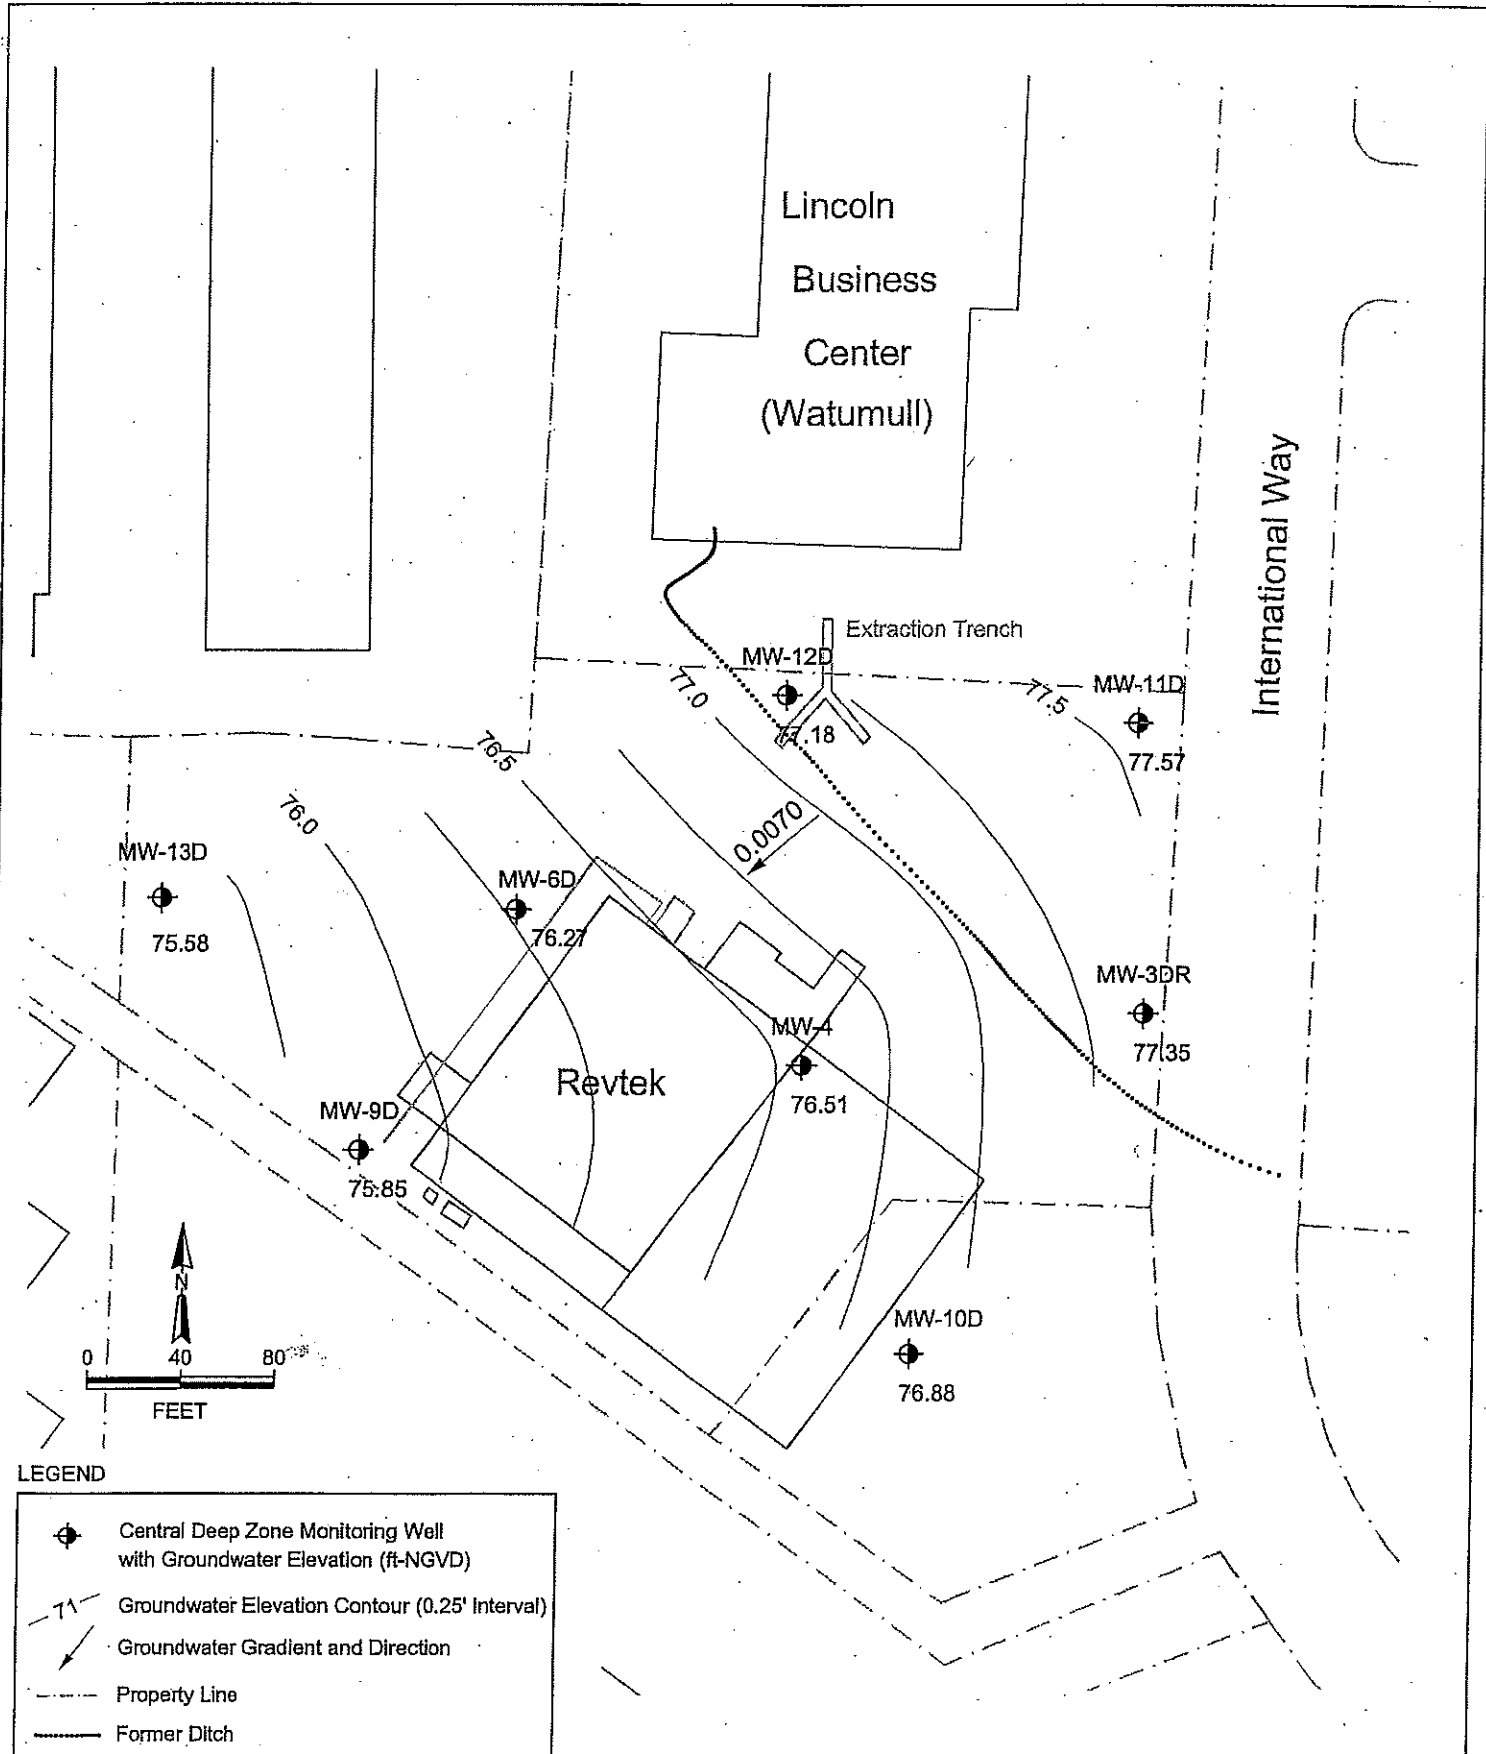 Lincoln
Business
Center
(Watumull)
International Way
Extraction Trench
MW-12D
77.18
MW-11D
77.57
77.0
77.5
76.5
76.0
0.0070
MW-13D
75.58
MW-6D
76.27
MW-3DR
77.35
MW-4
76.51
Revtek
MW-9D
75.85
MW-10D
76.88
N
0 40 80
FEET
LEGEND
Central Deep Zone Monitoring Well
with Groundwater Elevation (ft-NGVD)
71
Groundwater Elevation Contour (0.25' Interval)
Groundwater Gradient and Direction
Property Line
Former Ditch